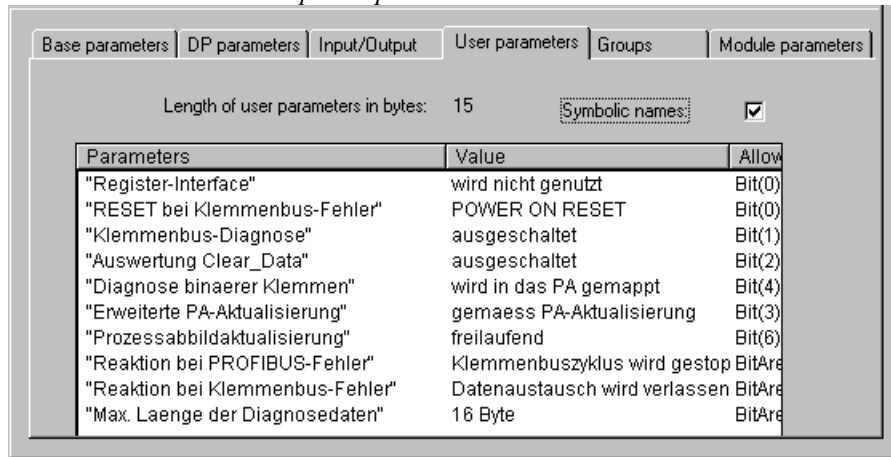 Base parameters DP parameters Input/Output User parameters Groups Module parameters
Length of user parameters in bytes: 15 Symbolic names:
Parameters Value Allow
"Register-Interface" wird nicht genutzt Bit(0)
"RESET bei Klemmenbus-Fehler" POWER ON RESET Bit(0)
"Klemmenbus-Diagnose" ausgeschaltet Bit(1)
"Auswertung Clear_Data" ausgeschaltet Bit(2)
"Diagnose binaerer Klemmen" wird in das PA gemappt Bit(4)
"Erweiterte PA-Aktualisierung" gemaess PA-Aktualisierung Bit(3)
"Prozessabbildaktualisierung" freilaufend Bit(6)
"Reaktion bei PROFIBUS-Fehler" Klemmenbuszyklus wird gestop BitAre
"Reaktion bei Klemmenbus-Fehler" Datenaustausch wird verlassen BitAre
"Max. Laenge der Diagnosedaten" 16 Byte BitAre